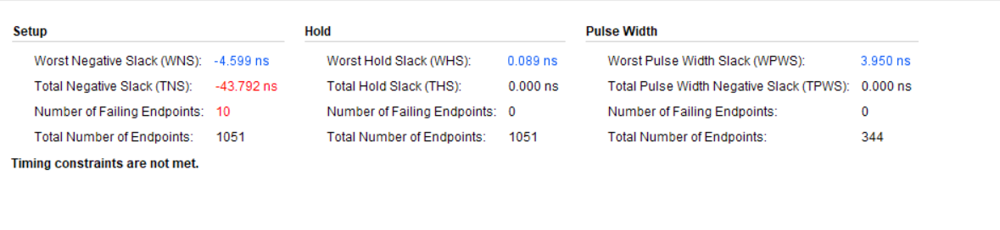 Setup
Worst Negative Slack (WNS): -4.599 ns
Total Negative Slack (TNS): -43.792 ns
Number of Failing Endpoints: 10
Total Number of Endpoints: 1051
Hold
Worst Hold Slack (WHS): 0.089 ns
Total Hold Slack (THS): 0.000 ns
Number of Failing Endpoints: 0
Total Number of Endpoints: 1051
Pulse Width
Worst Pulse Width Slack (WPWS): 3.950 ns
Total Pulse Width Negative Slack (TPWS): 0.000 ns
Number of Failing Endpoints: 0
Total Number of Endpoints: 344
Timing constraints are not met.